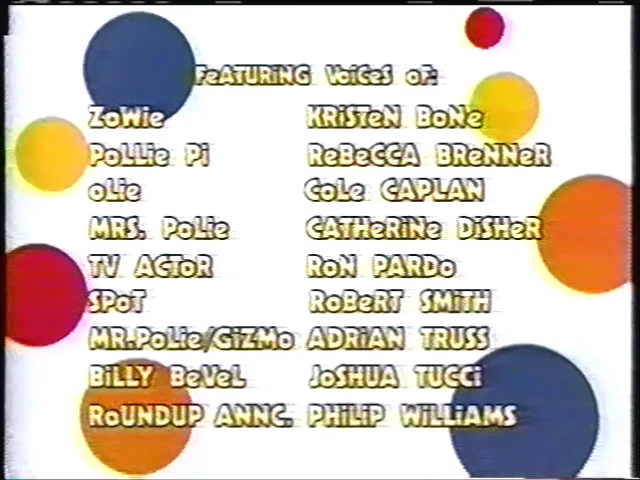 FeATURiNG VoiCeS oF:
ZoWie KRiSTeN BoNe
PoLLie Pi ReBeCCA BReNNeR
oLie CoLe CAPLAN
MRS. PoLie CATHeRiNe DiSHeR
TV ACToR RoN PARDo
SPoT RoBeRT SMiTH
MR.PoLie/GiZMo ADRiAN TRUSS
BiLLY BeVeL JoSHUA TUCCi
RoUNDUP ANNC. PHiLiP WiLLiAMS